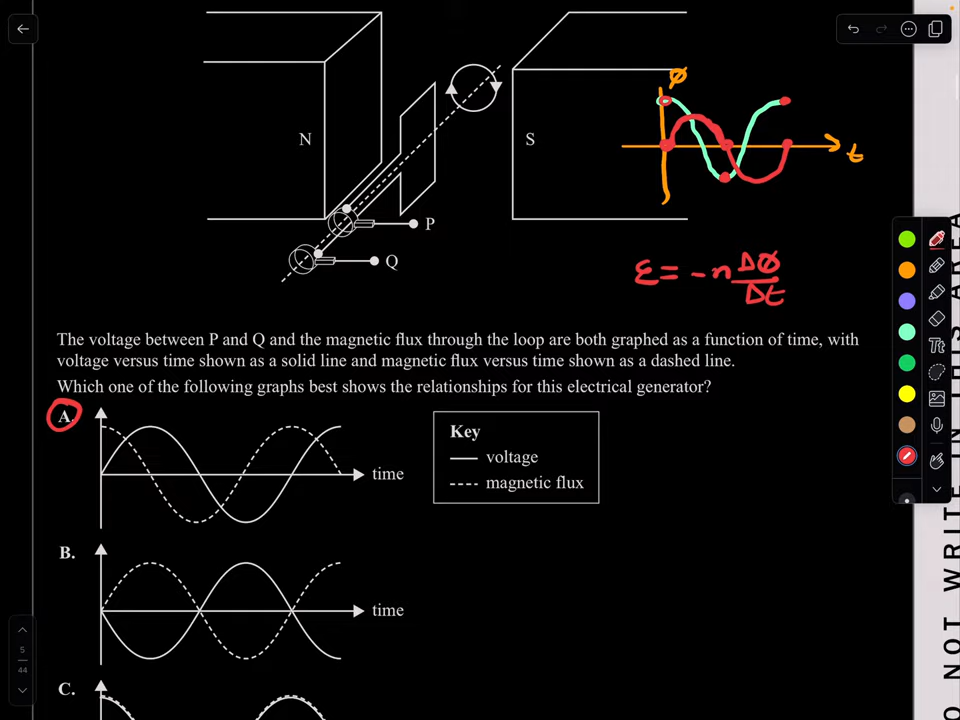 N
S
P
Q
Φ
t
ε = -n ΔΦ
Δt
The voltage between P and Q and the magnetic flux through the loop are both graphed as a function of time, with
voltage versus time shown as a solid line and magnetic flux versus time shown as a dashed line.
Which one of the following graphs best shows the relationships for this electrical generator?
A.
time
Key
voltage
magnetic flux
B.
time
C.
Tt
5
44
O NOT WRITE IN THIS AREA